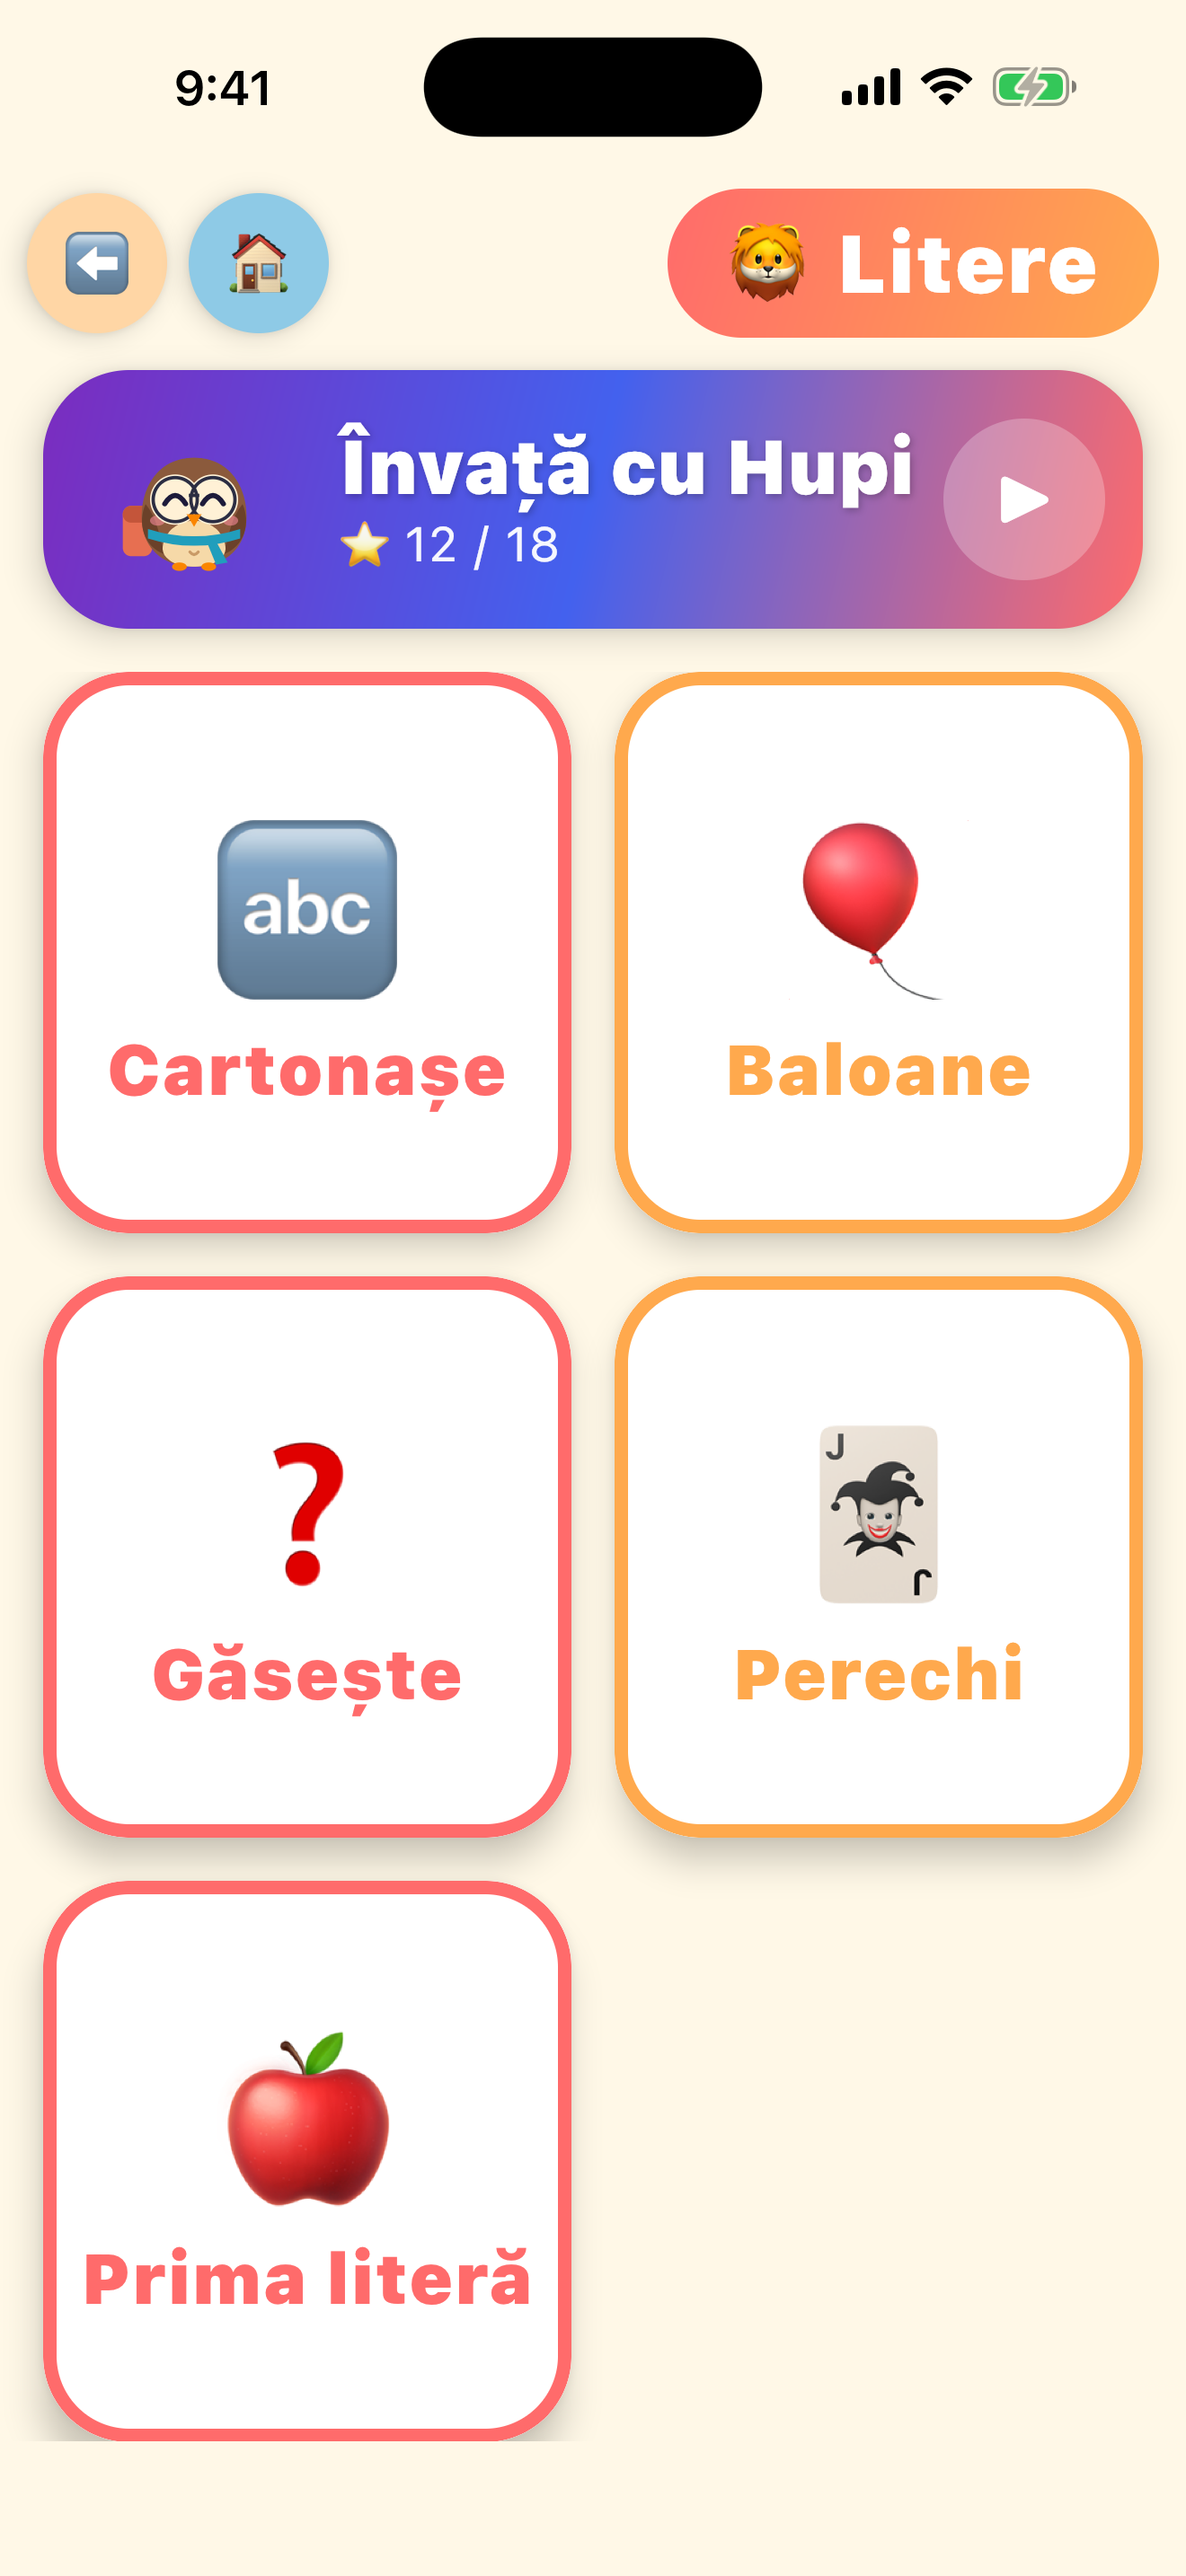 9:41
Litere
Învață cu Hupi
12 / 18
abc
Cartonașe
Baloane
Găsește
?
J
J
Perechi
Prima literă